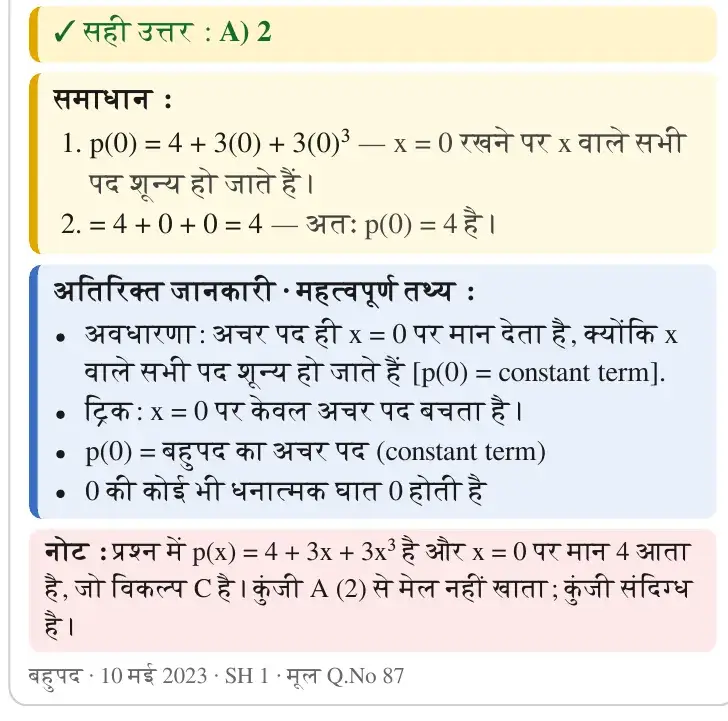 ✓ सही उत्तर : A) 2
समाधान :
1. p(0) = 4 + 3(0) + 3(0)³ — x = 0 रखने पर x वाले सभी
पद शून्य हो जाते हैं।
2. = 4 + 0 + 0 = 4 — अतः p(0) = 4 है।
अतिरिक्त जानकारी · महत्वपूर्ण तथ्य :
• अवधारणा : अचर पद ही x = 0 पर मान देता है, क्योंकि x
वाले सभी पद शून्य हो जाते हैं [p(0) = constant term].
• ट्रिक : x = 0 पर केवल अचर पद बचता है।
• p(0) = बहुपद का अचर पद (constant term)
• 0 की कोई भी धनात्मक घात 0 होती है
नोट : प्रश्न में p(x) = 4 + 3x + 3x³ है और x = 0 पर मान 4 आता
है, जो विकल्प C है। कुंजी A (2) से मेल नहीं खाता ; कुंजी संदिग्ध
है।
बहुपद · 10 मई 2023 · SH 1 · मूल Q.No 87